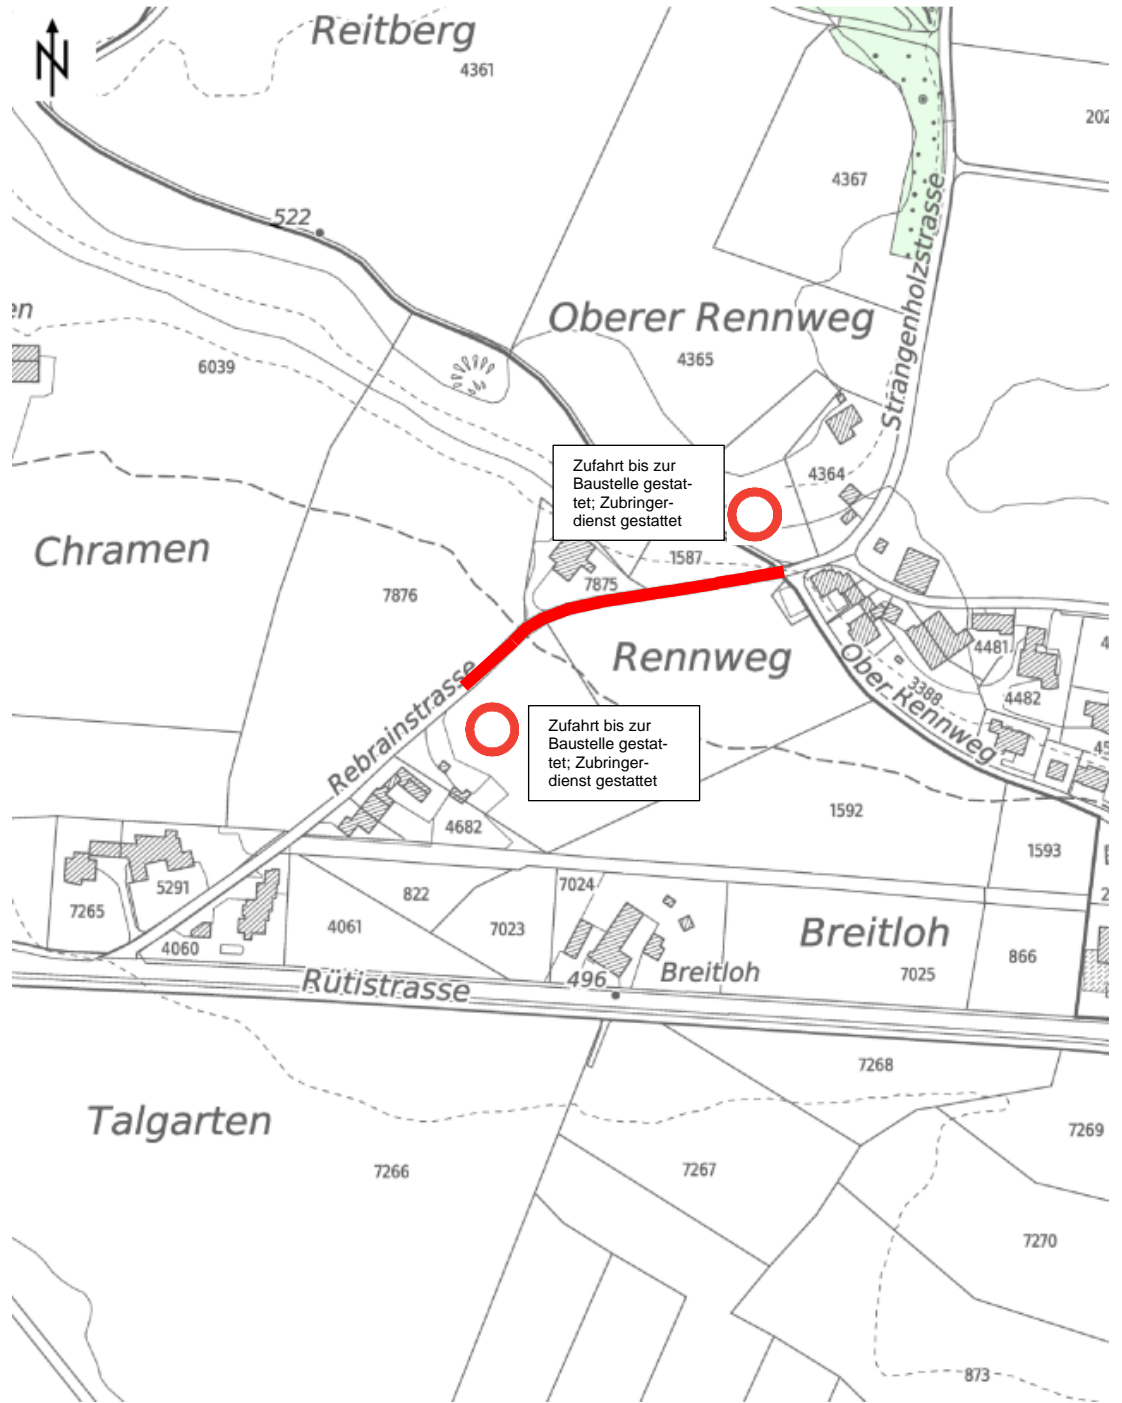 N
Reitberg
4361
202
4367
522
Strangenholzstrasse
Oberer Rennweg
4365
6039
Zufahrt bis zur
Baustelle gestat-
tet; Zubringer-
dienst gestattet
4364
Chramen
1587
7875
7876
Rennweg
4481
4482
3388
Ober Rennweg
Rebrainstrasse
Zufahrt bis zur
Baustelle gestat-
tet; Zubringer-
dienst gestattet
1592
4682
1593
5291
7265
822
7024
4061
7023
4060
Breitloh
866
7025
Breitloh
496
Rütistrasse
7268
Talgarten
7269
7266
7267
7270
873